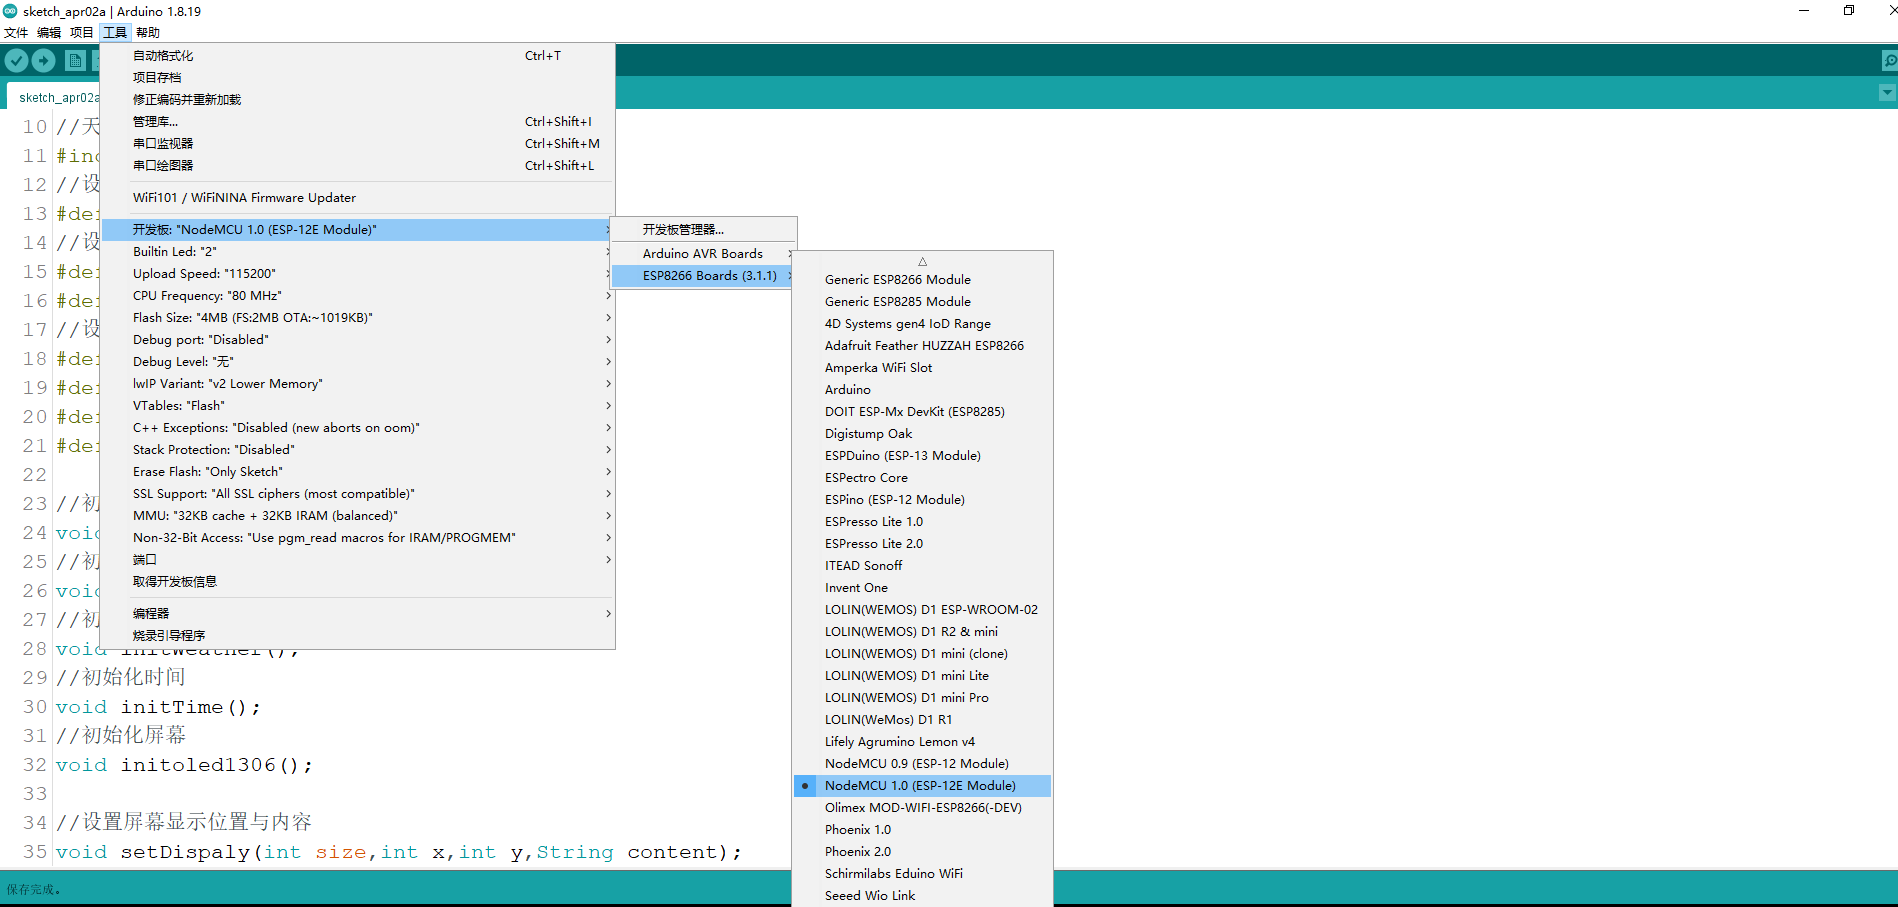 sketch_apr02a | Arduino 1.8.19
文件 编辑 项目 工具 帮助
sketch_apr02a
自动格式化 Ctrl+T
项目存档
修正编码并重新加载
管理库... Ctrl+Shift+I
串口监视器 Ctrl+Shift+M
串口绘图器 Ctrl+Shift+L
WiFi101 / WiFiNINA Firmware Updater
开发板: "NodeMCU 1.0 (ESP-12E Module)"
Builtin Led: "2"
Upload Speed: "115200"
CPU Frequency: "80 MHz"
Flash Size: "4MB (FS:2MB OTA:~1019KB)"
Debug port: "Disabled"
Debug Level: "无"
lwIP Variant: "v2 Lower Memory"
VTables: "Flash"
C++ Exceptions: "Disabled (new aborts on oom)"
Stack Protection: "Disabled"
Erase Flash: "Only Sketch"
SSL Support: "All SSL ciphers (most compatible)"
MMU: "32KB cache + 32KB IRAM (balanced)"
Non-32-Bit Access: "Use pgm_read macros for IRAM/PROGMEM"
端口
取得开发板信息
编程器
烧录引导程序
开发板管理器...
Arduino AVR Boards
ESP8266 Boards (3.1.1)
Generic ESP8266 Module
Generic ESP8285 Module
4D Systems gen4 IoD Range
Adafruit Feather HUZZAH ESP8266
Amperka WiFi Slot
Arduino
DOIT ESP-Mx DevKit (ESP8285)
Digistump Oak
ESPDuino (ESP-13 Module)
ESPectro Core
ESPino (ESP-12 Module)
ESPresso Lite 1.0
ESPresso Lite 2.0
ITEAD Sonoff
Invent One
LOLIN(WEMOS) D1 ESP-WROOM-02
LOLIN(WEMOS) D1 R2 & mini
LOLIN(WEMOS) D1 mini (clone)
LOLIN(WEMOS) D1 mini Lite
LOLIN(WEMOS) D1 mini Pro
LOLIN(WeMos) D1 R1
Lifely Agrumino Lemon v4
NodeMCU 0.9 (ESP-12 Module)
NodeMCU 1.0 (ESP-12E Module)
Olimex MOD-WIFI-ESP8266(-DEV)
Phoenix 1.0
Phoenix 2.0
Schirmilabs Eduino WiFi
Seeed Wio Link
10 //天
11 #inc
12 //设
13 #def
14 //设
15 #def
16 #def
17 //设
18 #def
19 #def
20 #def
21 #def
22
23 //初
24 void
25 //初
26 void
27 //初
28 void initWeather();
29 //初始化时间
30 void initTime();
31 //初始化屏幕
32 void initoled1306();
33
34 //设置屏幕显示位置与内容
35 void setDispaly(int size,int x,int y,String content);
保存完成。